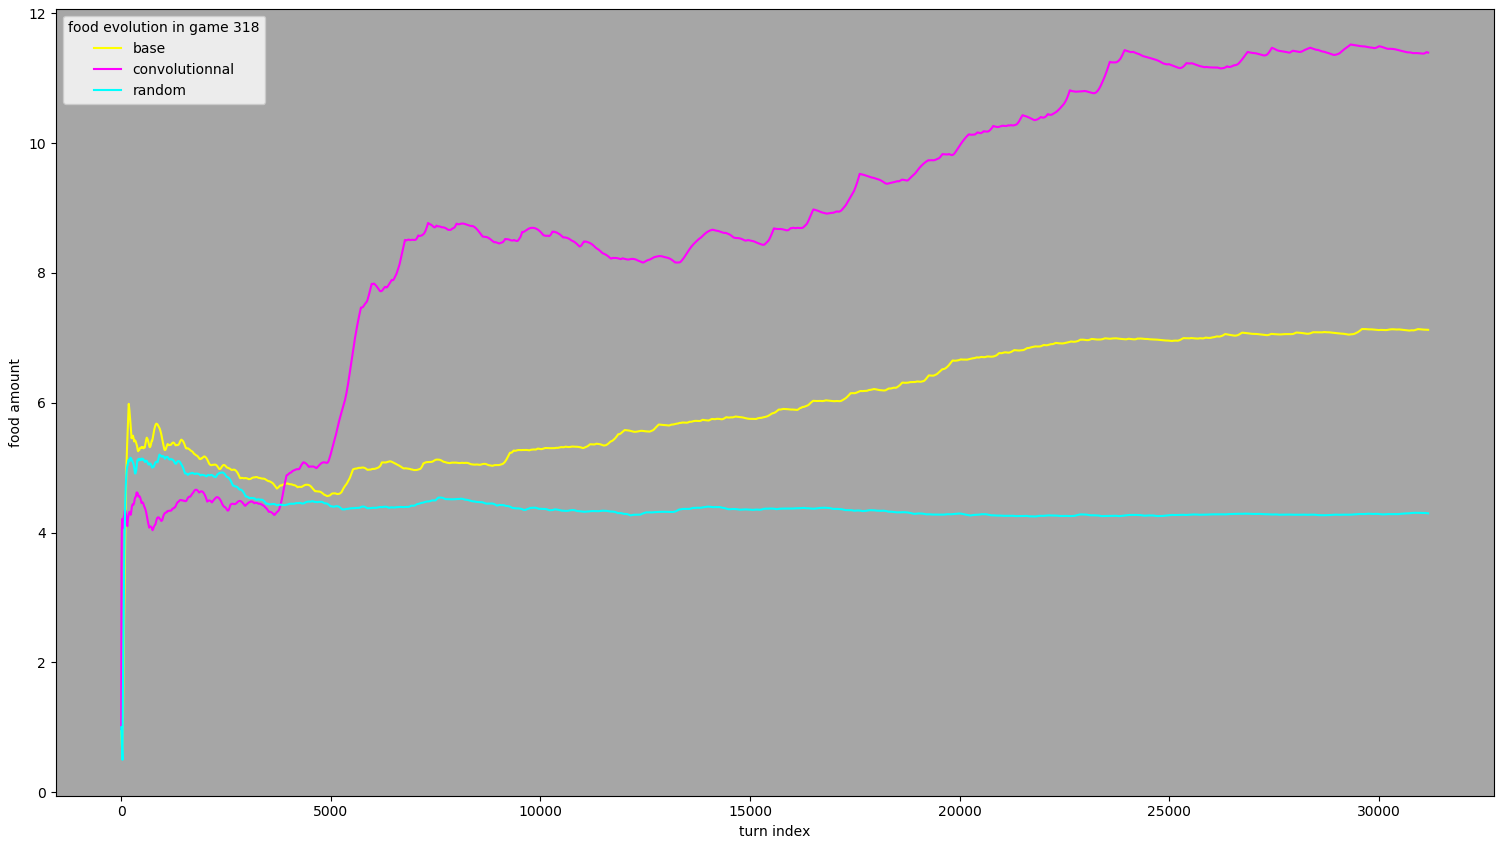 food evolution in game 318
base
convolutionnal
random
food amount
12
10
8
6
4
2
0
0 5000 10000 15000 20000 25000 30000
turn index